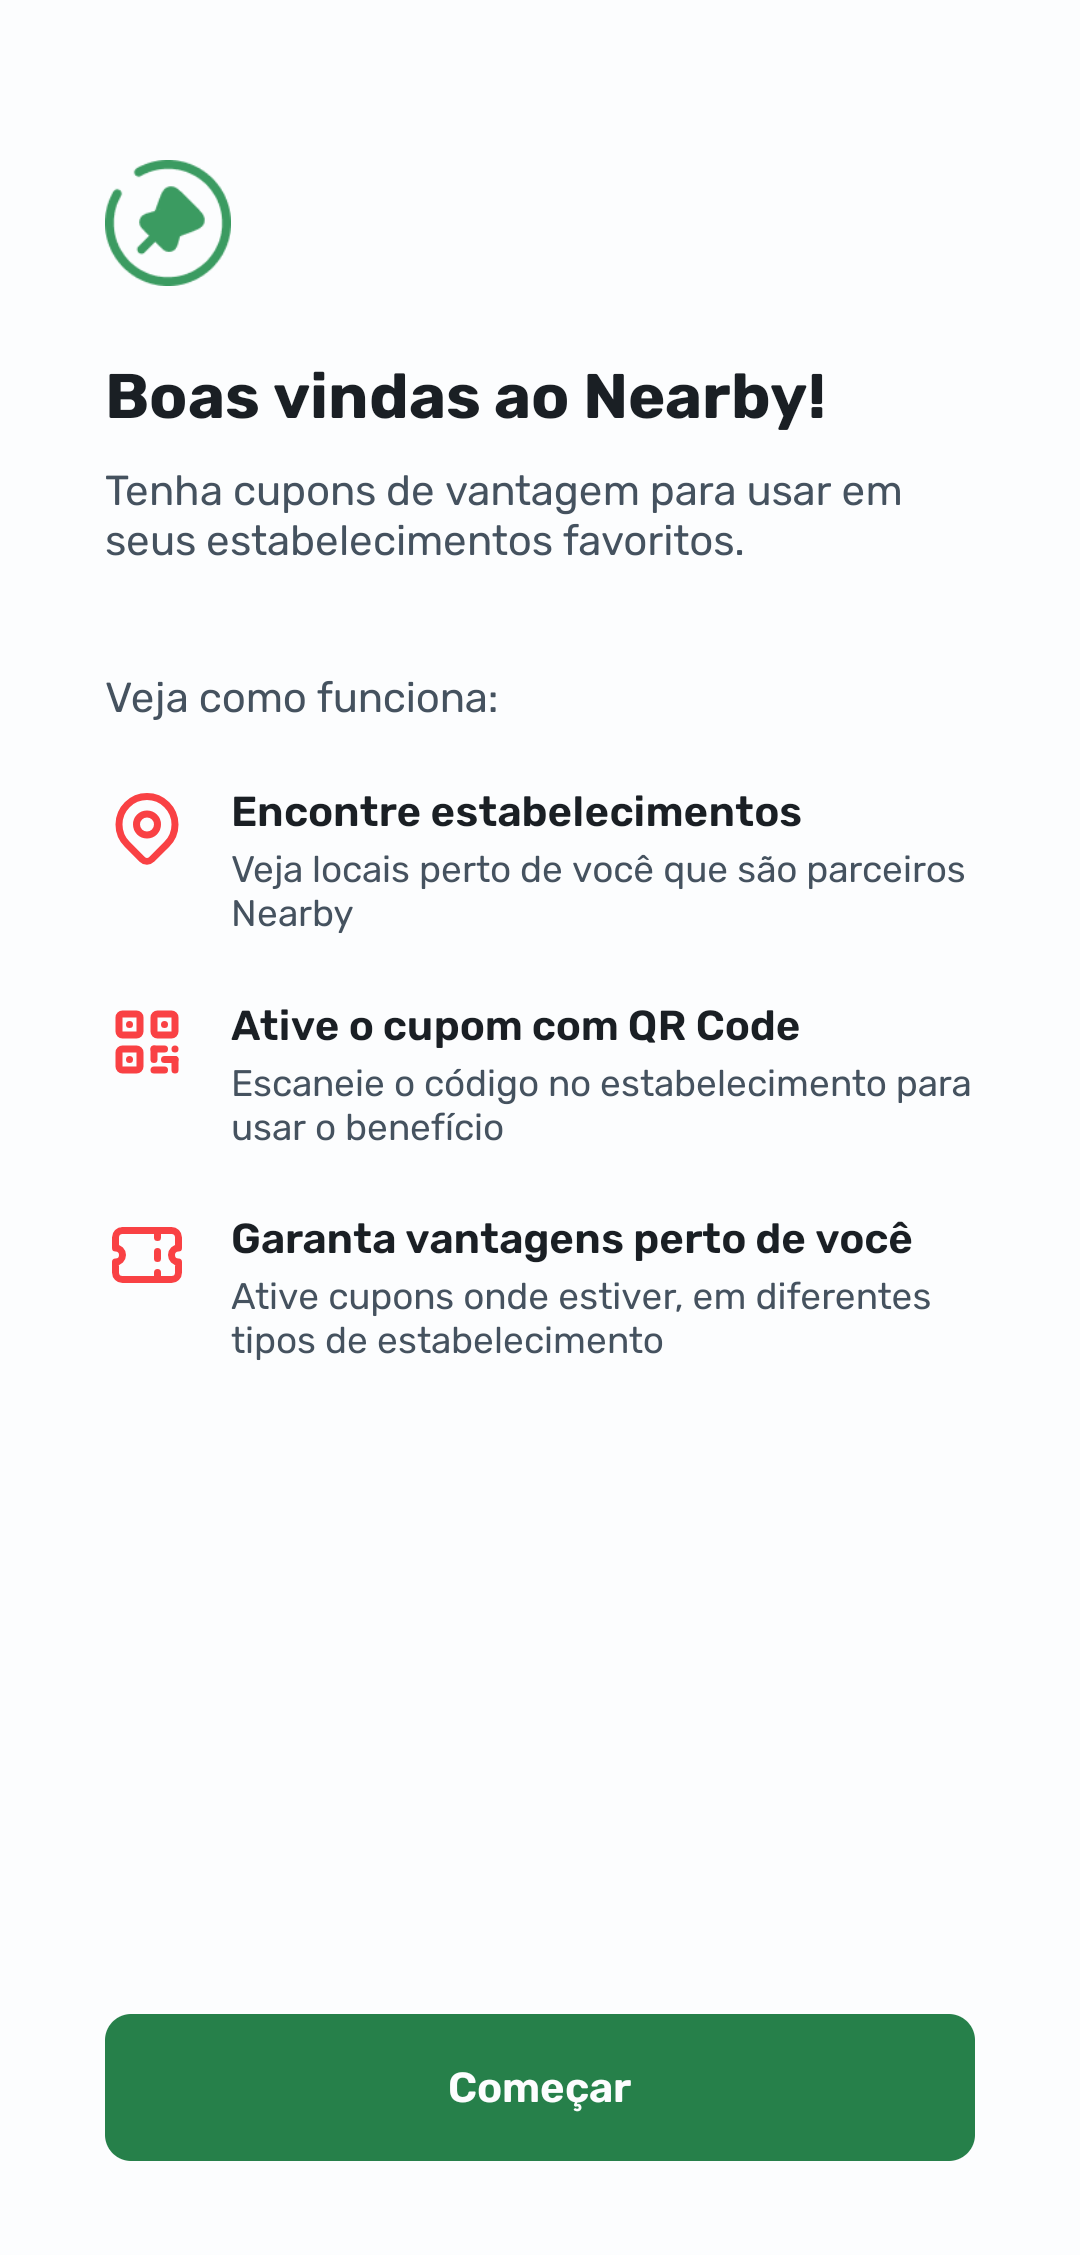 Boas vindas ao Nearby!
Tenha cupons de vantagem para usar em
seus estabelecimentos favoritos.
Veja como funciona:
Encontre estabelecimentos
Veja locais perto de você que são parceiros
Nearby
Ative o cupom com QR Code
Escaneie o código no estabelecimento para
usar o benefício
Garanta vantagens perto de você
Ative cupons onde estiver, em diferentes
tipos de estabelecimento
Começar